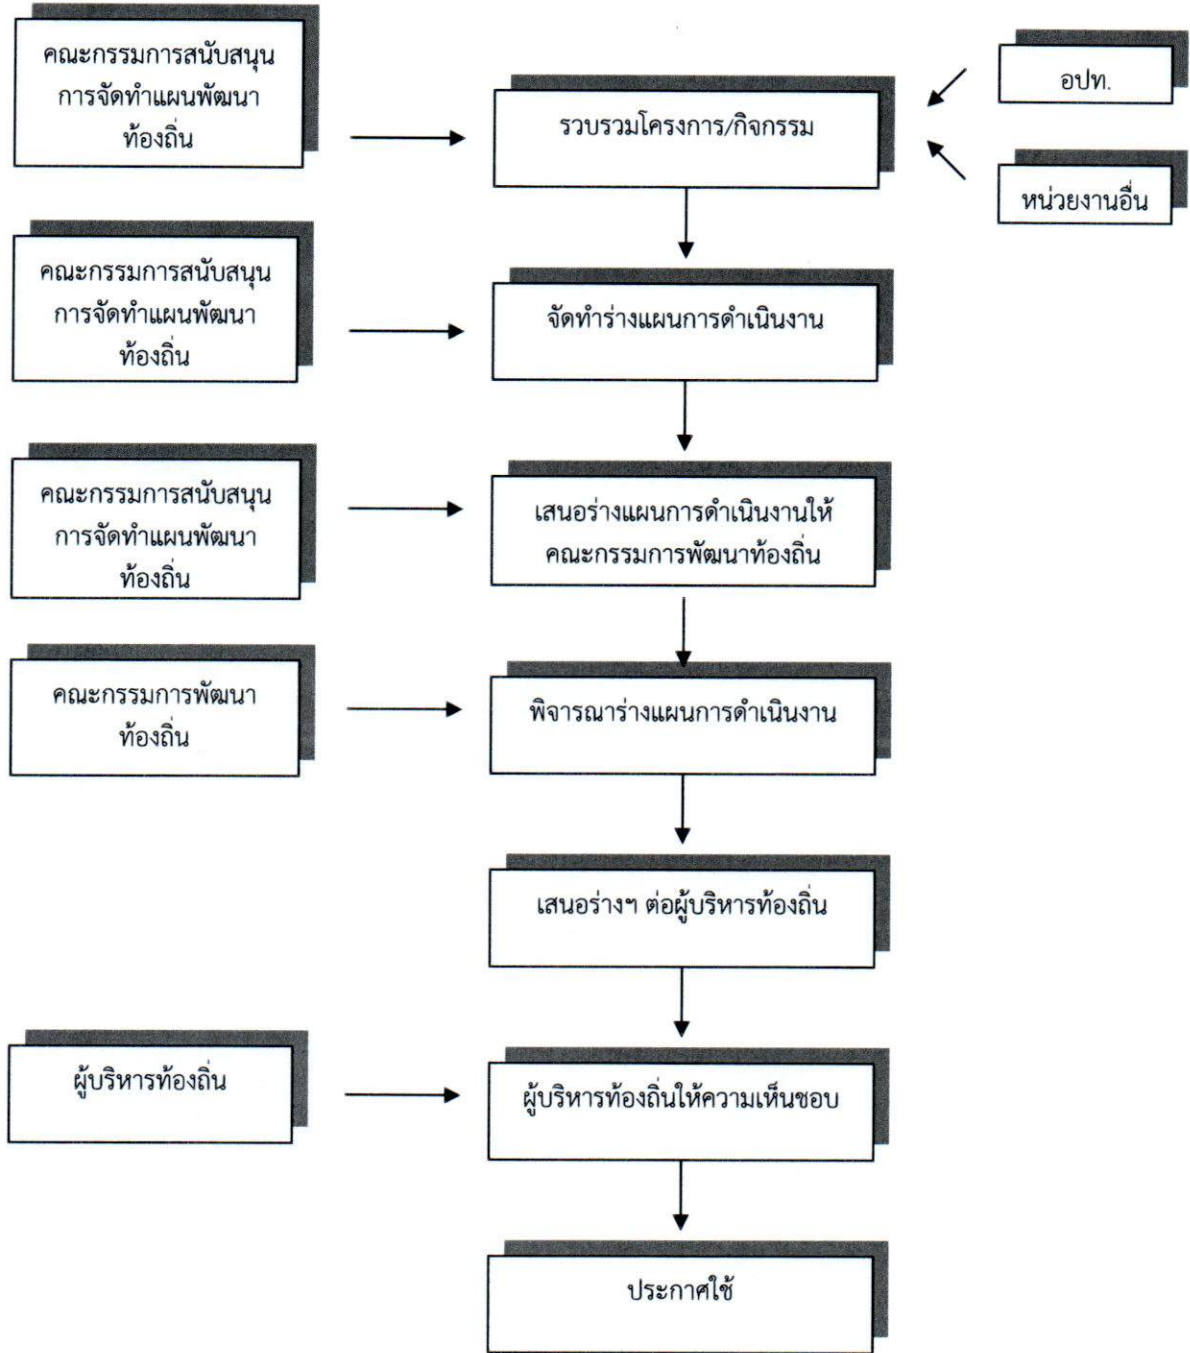 คณะกรรมการสนับสนุน
การจัดทำแผนพัฒนา
ท้องถิ่น
รวบรวมโครงการ/กิจกรรม
อปท.
หน่วยงานอื่น
คณะกรรมการสนับสนุน
การจัดทำแผนพัฒนา
ท้องถิ่น
จัดทำร่างแผนการดำเนินงาน
คณะกรรมการสนับสนุน
การจัดทำแผนพัฒนา
ท้องถิ่น
เสนอร่างแผนการดำเนินงานให้
คณะกรรมการพัฒนาท้องถิ่น
คณะกรรมการพัฒนา
ท้องถิ่น
พิจารณาร่างแผนการดำเนินงาน
เสนอร่างฯ ต่อผู้บริหารท้องถิ่น
ผู้บริหารท้องถิ่น
ผู้บริหารท้องถิ่นให้ความเห็นชอบ
ประกาศใช้